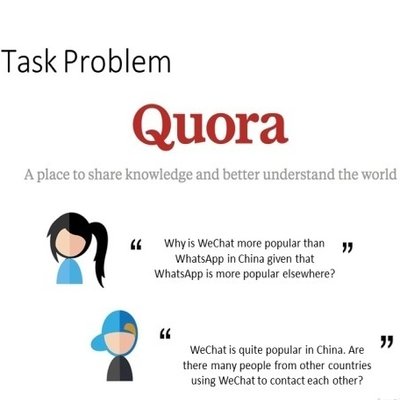 Task Problem
Quora
A place to share knowledge and better understand the world
“ Why is WeChat more popular than ”
WhatsApp in China given that
WhatsApp is more popular elsewhere?
“ WeChat is quite popular in China. Are ”
there many people from other countries
using WeChat to contact each other?